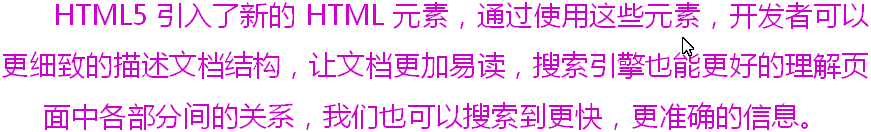 HTML5 引入了新的 HTML 元素，通过使用这些元素，开发者可以
更细致的描述文档结构，让文档更加易读，搜索引擎也能更好的理解页
面中各部分间的关系，我们也可以搜索到更快，更准确的信息。